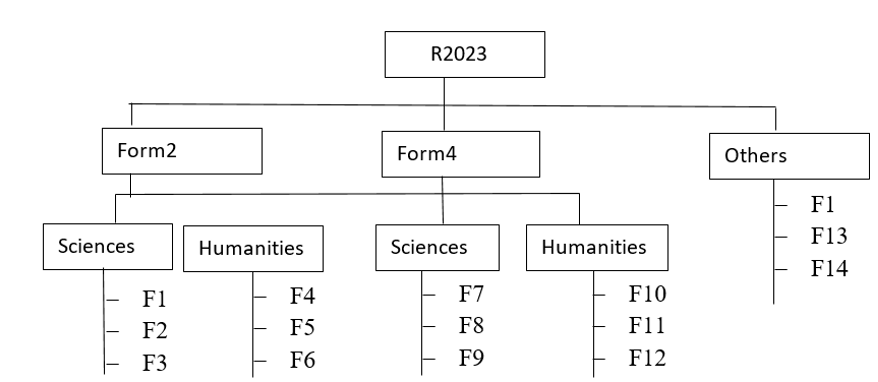 R2023
Form2
Form4
Others
Sciences
Humanities
Sciences
Humanities
F1
F2
F3
F4
F5
F6
F7
F8
F9
F10
F11
F12
F1
F13
F14